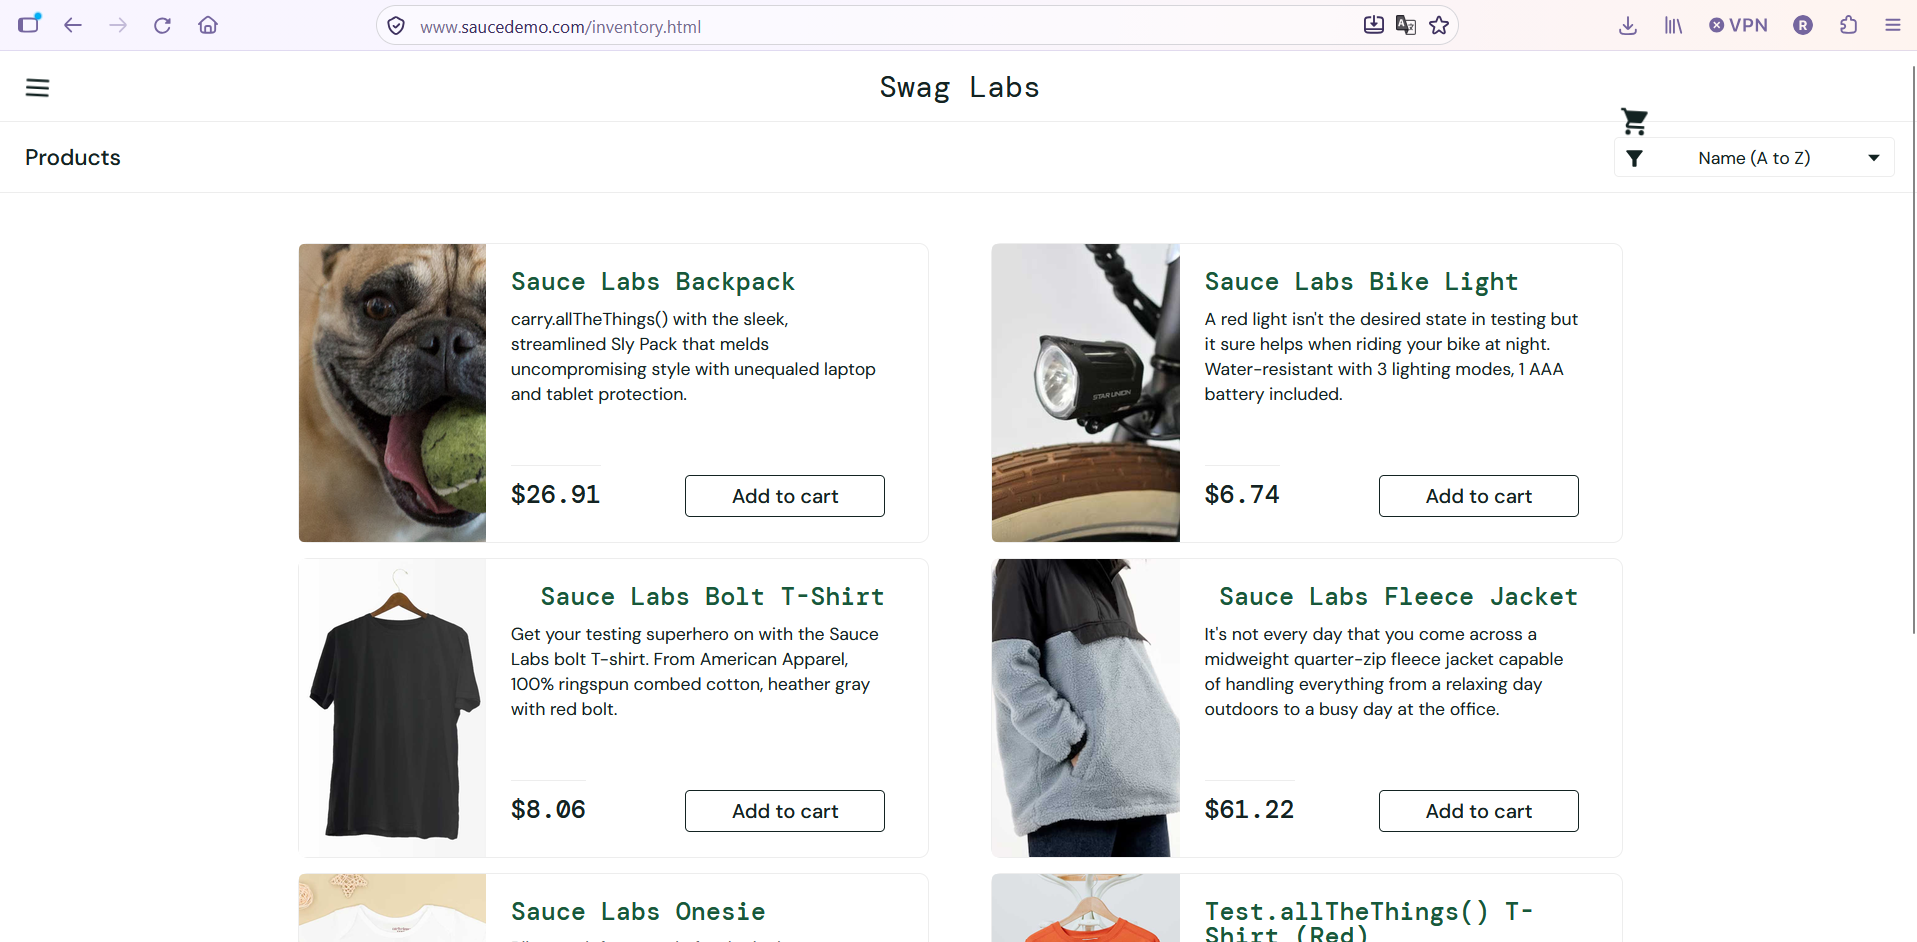 www.saucedemo.com/inventory.html
VPN
R
Swag Labs
Products
Name (A to Z)
Sauce Labs Backpack
carry.allTheThings() with the sleek,
streamlined Sly Pack that melds
uncompromising style with unequaled laptop
and tablet protection.
$26.91
Add to cart
Sauce Labs Bike Light
A red light isn't the desired state in testing but
it sure helps when riding your bike at night.
Water-resistant with 3 lighting modes, 1 AAA
battery included.
STAR UNION
$6.74
Add to cart
Sauce Labs Bolt T-Shirt
Get your testing superhero on with the Sauce
Labs bolt T-shirt. From American Apparel,
100% ringspun combed cotton, heather gray
with red bolt.
$8.06
Add to cart
Sauce Labs Fleece Jacket
It's not every day that you come across a
midweight quarter-zip fleece jacket capable
of handling everything from a relaxing day
outdoors to a busy day at the office.
$61.22
Add to cart
Sauce Labs Onesie
Test.allTheThings() T-
Shirt (Red)